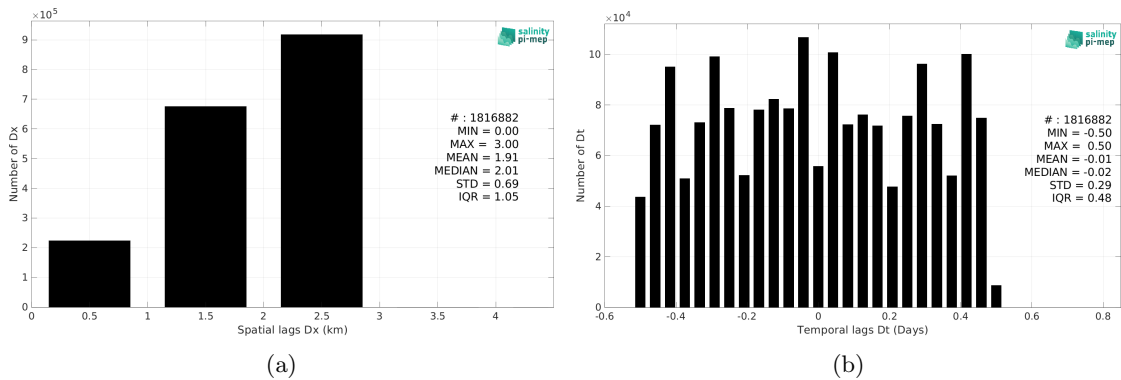 ×10⁵
9
8
7
6
5
4
3
2
1
0
Number of Dx
0 0.5 1 1.5 2 2.5 3 3.5 4
Spatial lags Dx (km)
salinity
pi-mep
# : 1816882
MIN = 0.00
MAX = 3.00
MEAN = 1.91
MEDIAN = 2.01
STD = 0.69
IQR = 1.05
(a)
×10⁴
10
8
6
4
2
0
Number of Dt
-0.6 -0.4 -0.2 0 0.2 0.4 0.6 0.8
Temporal lags Dt (Days)
salinity
pi-mep
# : 1816882
MIN = -0.50
MAX = 0.50
MEAN = -0.01
MEDIAN = -0.02
STD = 0.29
IQR = 0.48
(b)